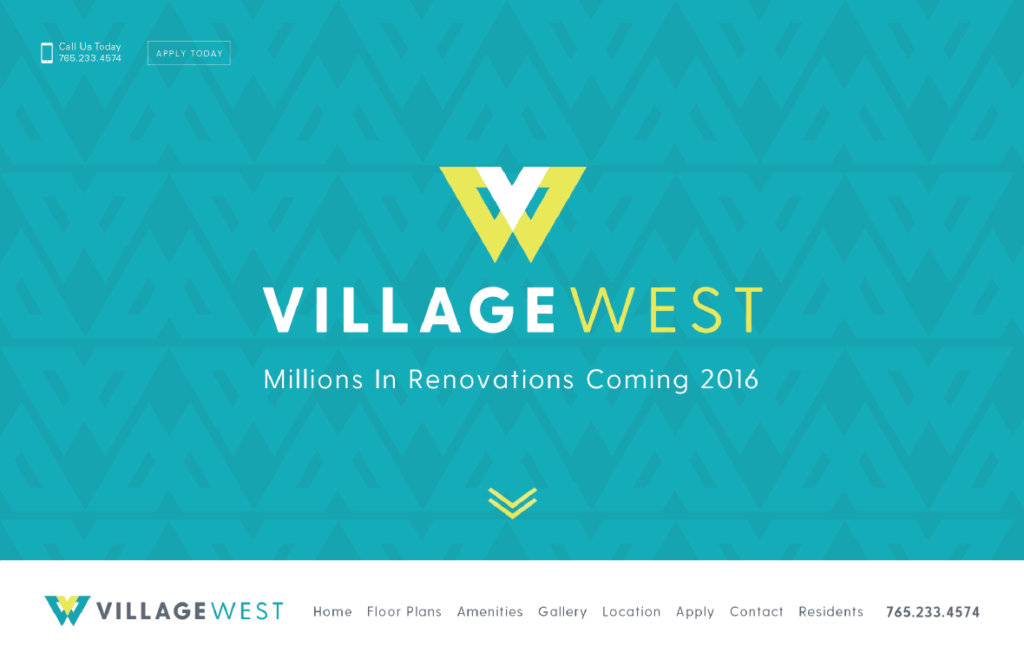 Call Us Today
765.233.4574
APPLY TODAY
VILLAGE WEST
Millions In Renovations Coming 2016
VILLAGE WEST
Home Floor Plans Amenities Gallery Location Apply Contact Residents 765.233.4574